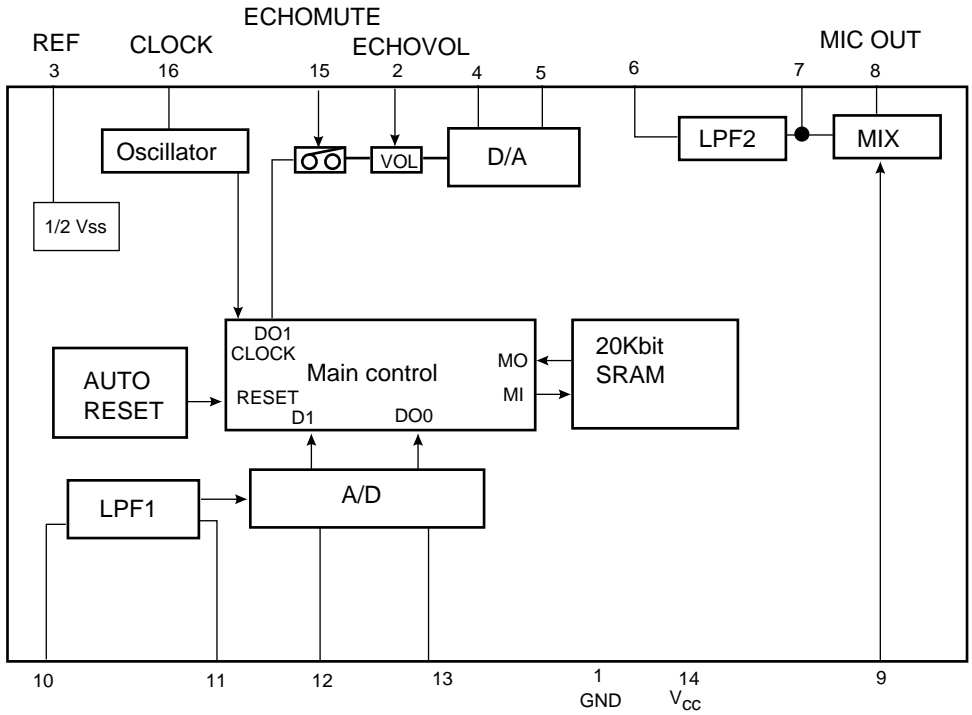 ECHOMUTE
REF CLOCK ECHOVOL MIC OUT
3 16 15 2 4 5 6 7 8
Oscillator
VOL
D/A
LPF2
MIX
1/2 Vss
DO1
CLOCK
Main control
RESET
D1
DO0
MO
MI
20Kbit
SRAM
AUTO
RESET
LPF1
A/D
10 11 12 13 1 14 9
GND VCC